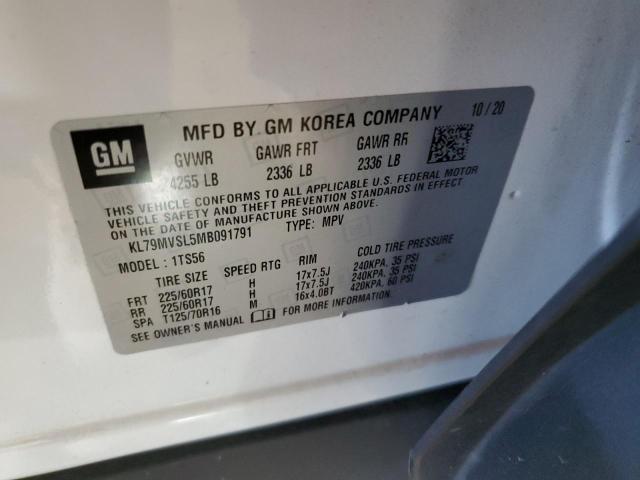 GM
MFD BY GM KOREA COMPANY 10/20
GVWR GAWR FRT GAWR RR
4255 LB 2336 LB 2336 LB
THIS VEHICLE CONFORMS TO ALL APPLICABLE U.S. FEDERAL MOTOR
VEHICLE SAFETY AND THEFT PREVENTION STANDARDS IN EFFECT
ON THE DATE OF MANUFACTURE SHOWN ABOVE.
KL79MVSL5MB091791 TYPE: MPV
MODEL: 1TS56
TIRE SIZE SPEED RTG RIM COLD TIRE PRESSURE
FRT 225/60R17 H 17x7.5J 240KPA, 35 PSI
RR 225/60R17 H 17x7.5J 240KPA, 35 PSI
SPA T125/70R16 M 16x4.0BT 420KPA, 60 PSI
SEE OWNER'S MANUAL FOR MORE INFORMATION